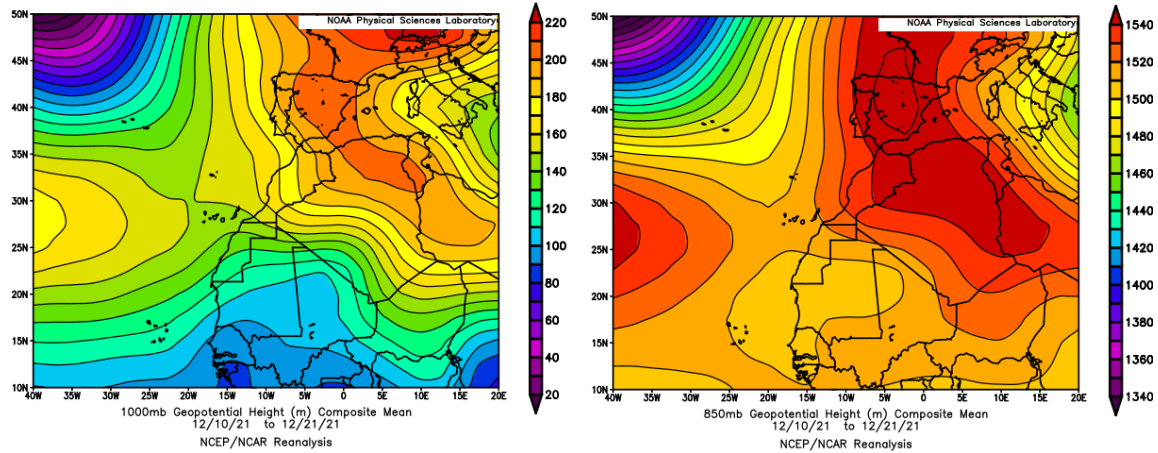 NOAA Physical Sciences Laboratory
50N
45N
40N
35N
30N
25N
20N
15N
10N
40W 35W 30W 25W 20W 15W 10W 5W 0 5E 10E 15E 20E
220
200
180
160
140
120
100
80
60
40
20
1000mb Geopotential Height (m) Composite Mean
12/10/21 to 12/21/21
NCEP/NCAR Reanalysis
NOAA Physical Sciences Laboratory
50N
45N
40N
35N
30N
25N
20N
15N
10N
40W 35W 30W 25W 20W 15W 10W 5W 0 5E 10E 15E 20E
1540
1520
1500
1480
1460
1440
1420
1400
1380
1360
1340
850mb Geopotential Height (m) Composite Mean
12/10/21 to 12/21/21
NCEP/NCAR Reanalysis